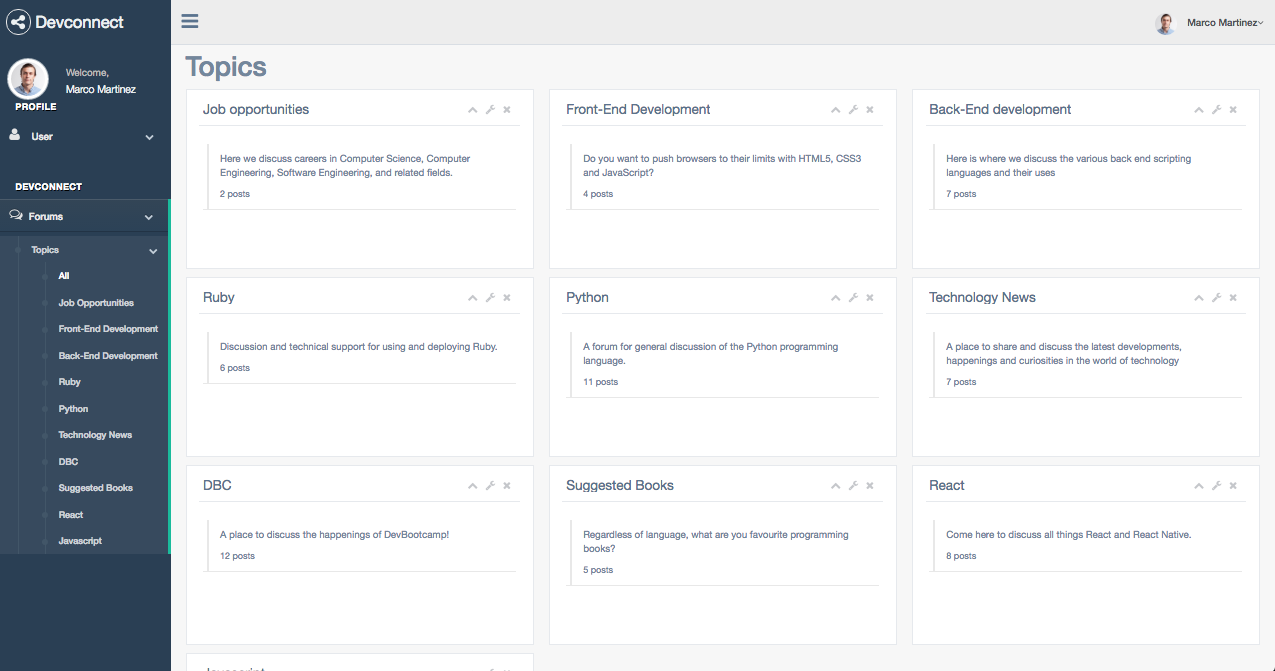 Devconnect
Marco Martinez
Welcome,
Marco Martinez
PROFILE
User
DEVCONNECT
Forums
Topics
All
Job Opportunities
Front-End Development
Back-End Development
Ruby
Python
Technology News
DBC
Suggested Books
React
Javascript
Topics
Job opportunities
Here we discuss careers in Computer Science, Computer
Engineering, Software Engineering, and related fields.
2 posts
Front-End Development
Do you want to push browsers to their limits with HTML5, CSS3
and JavaScript?
4 posts
Back-End development
Here is where we discuss the various back end scripting
languages and their uses
7 posts
Ruby
Discussion and technical support for using and deploying Ruby.
6 posts
Python
A forum for general discussion of the Python programming
language.
11 posts
Technology News
A place to share and discuss the latest developments,
happenings and curiosities in the world of technology
7 posts
DBC
A place to discuss the happenings of DevBootcamp!
12 posts
Suggested Books
Regardless of language, what are you favourite programming
books?
5 posts
React
Come here to discuss all things React and React Native.
8 posts
Javascript